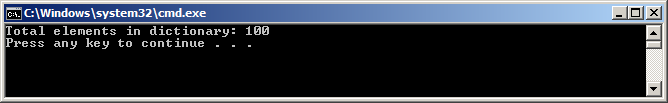 C:\Windows\system32\cmd.exe
Total elements in dictionary: 100
Press any key to continue . . .